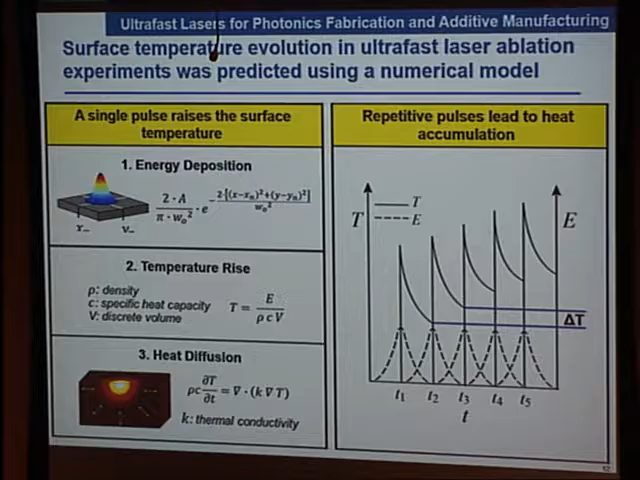 Ultrafast Lasers for Photonics Fabrication and Additive Manufacturing
Surface temperature evolution in ultrafast laser ablation
experiments was predicted using a numerical model
A single pulse raises the surface
temperature
1. Energy Deposition
2·A / π·w₀² · e^(−2[(x−xₙ)²+(y−yₙ)²] / w₀²)
2. Temperature Rise
ρ: density
c: specific heat capacity
V: discrete volume
T = E / ρcV
3. Heat Diffusion
ρc ∂T/∂t = ∇·(k∇T)
k: thermal conductivity
Repetitive pulses lead to heat
accumulation
T
T
E
E
ΔT
t₁ t₂ t₃ t₄ t₅
t